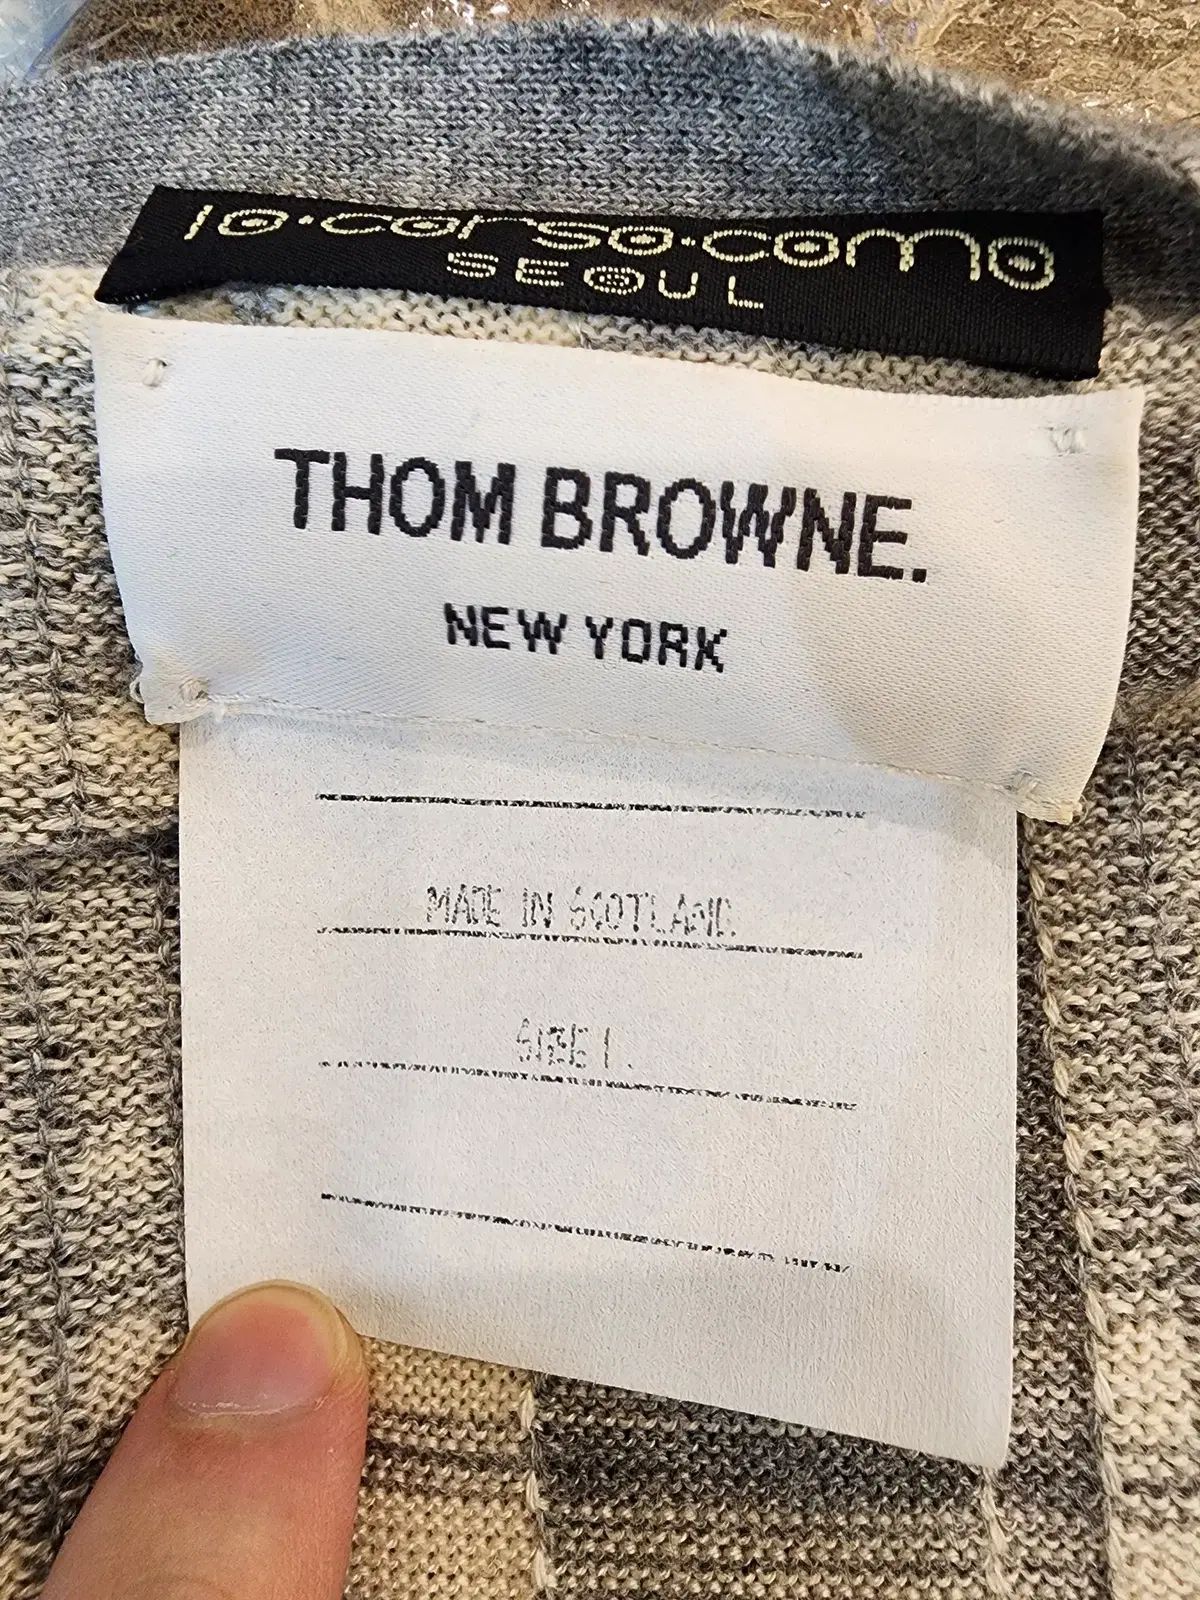 10·corso·como
SEOUL
THOM BROWNE.
NEW YORK
MADE IN SCOTLAND.
SIZE 1.